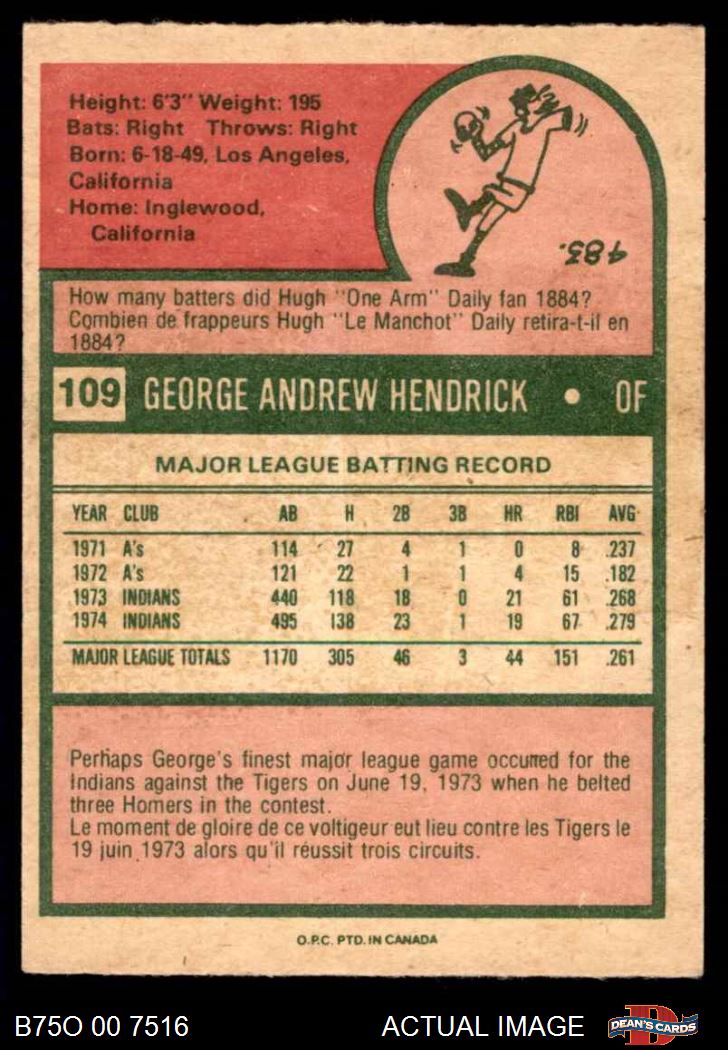 Height: 6'3" Weight: 195
Bats: Right Throws: Right
Born: 6-18-49, Los Angeles,
California
Home: Inglewood,
California
483.
How many batters did Hugh "One Arm" Daily fan 1884?
Combien de frappeurs Hugh "Le Manchot" Daily retira-t-il en
1884?
109 GEORGE ANDREW HENDRICK • OF
MAJOR LEAGUE BATTING RECORD
YEAR CLUB AB H 2B 3B HR RBI AVG
1971 A's 114 27 4 1 0 8 .237
1972 A's 121 22 1 1 4 15 .182
1973 INDIANS 440 118 18 0 21 61 .268
1974 INDIANS 495 138 23 1 19 67 .279
MAJOR LEAGUE TOTALS 1170 305 46 3 44 151 .261
Perhaps George's finest major league game occurred for the
Indians against the Tigers on June 19, 1973 when he belted
three Homers in the contest.
Le moment de gloire de ce voltigeur eut lieu contre les Tigers le
19 juin 1973 alors qu'il réussit trois circuits.
O.P.C. PTD. IN CANADA
B75O 00 7516 ACTUAL IMAGE DEAN'S CARDS